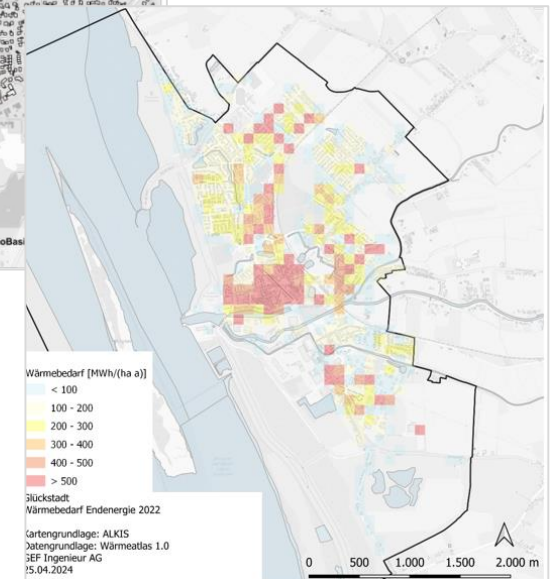 oBasi
Wärmebedarf [MWh/(ha a)]
< 100
100 - 200
200 - 300
300 - 400
400 - 500
> 500
Glückstadt
Wärmebedarf Endenergie 2022
Kartengrundlage: ALKIS
Datengrundlage: Wärmeatlas 1.0
GEF Ingenieur AG
25.04.2024
0 500 1.000 1.500 2.000 m